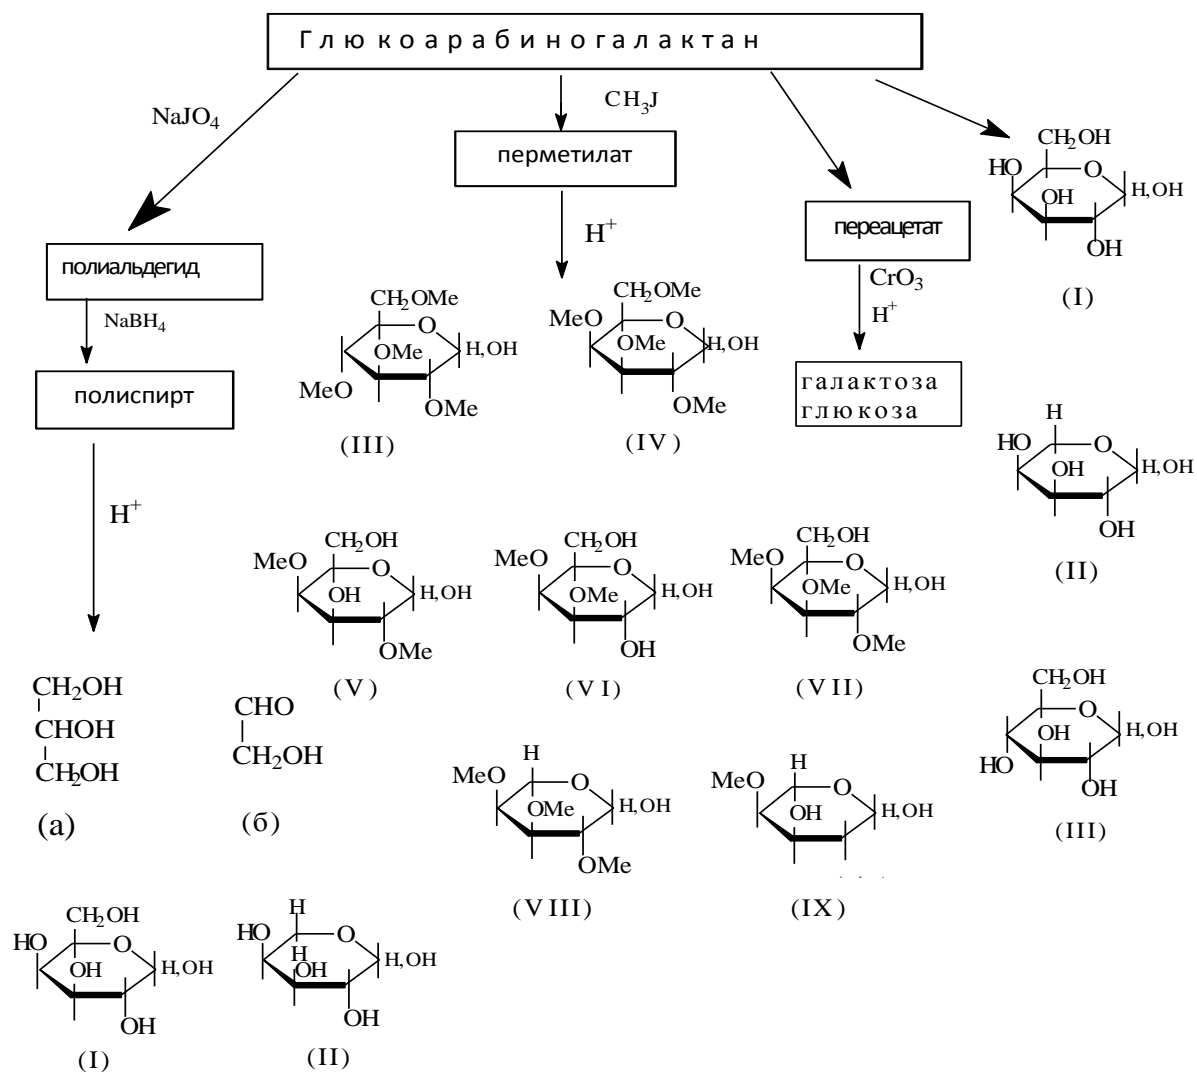 Глюкоарабиногалактан
NaJO4
CH3J
перметилат
H+
переацетат
CrO3
H+
галактоза
глюкоза
полиальдегид
NaBH4
полиспирт
H+
CH2OH
HO
O
OH
H, OH
OH
(I)
CH2OMe
O
OMe
H, OH
MeO
OMe
(III)
CH2OMe
MeO
O
OMe
H, OH
OMe
(IV)
H
HO
O
OH
H, OH
OH
(II)
CH2OH
MeO
O
OH
H, OH
OMe
(V)
CH2OH
MeO
O
OMe
H, OH
OH
(VI)
CH2OH
MeO
O
OMe
H, OH
OMe
(VII)
CH2OH
O
OH
H, OH
HO
OH
(III)
CH2OH
CHOH
CH2OH
(а)
CHO
CH2OH
(б)
H
MeO
O
OMe
H, OH
OMe
(VIII)
H
MeO
O
OH
H, OH
(IX)
CH2OH
HO
O
OH
H, OH
OH
(I)
H
HO
O
H
OH
H, OH
OH
(II)